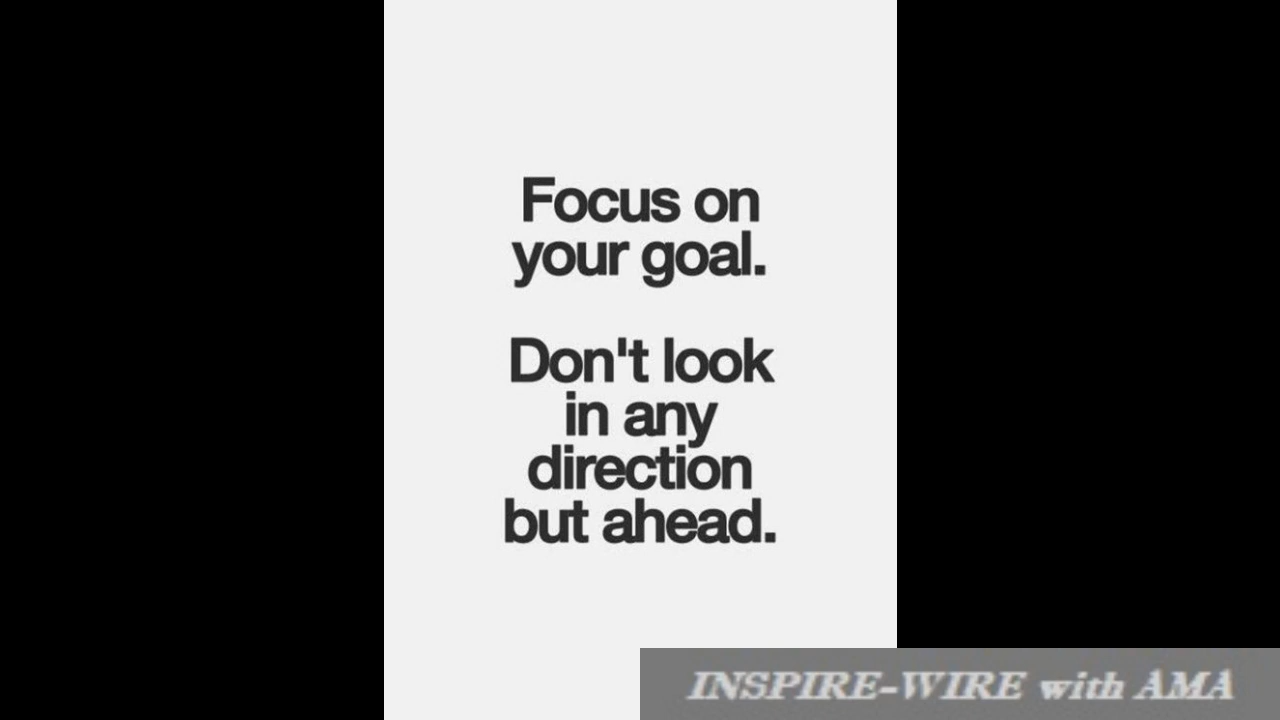 Focus on
your goal.
Don't look
in any
direction
but ahead.
INSPIRE-WIRE with AMA